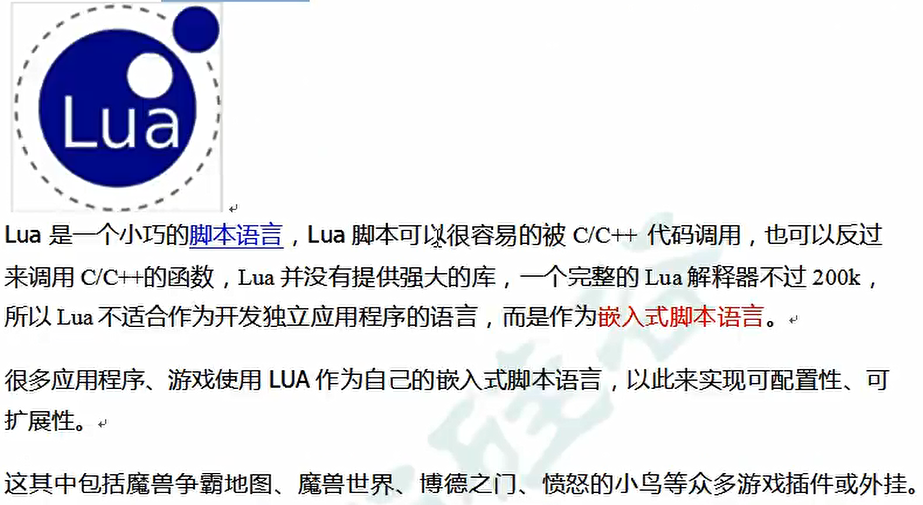 Lua
Lua 是一个小巧的脚本语言，Lua 脚本可以很容易的被 C/C++ 代码调用，也可以反过
来调用 C/C++的函数，Lua 并没有提供强大的库，一个完整的 Lua 解释器不过 200k，
所以 Lua 不适合作为开发独立应用程序的语言，而是作为嵌入式脚本语言。
很多应用程序、游戏使用 LUA 作为自己的嵌入式脚本语言，以此来实现可配置性、可
扩展性。
这其中包括魔兽争霸地图、魔兽世界、博德之门、愤怒的小鸟等众多游戏插件或外挂。